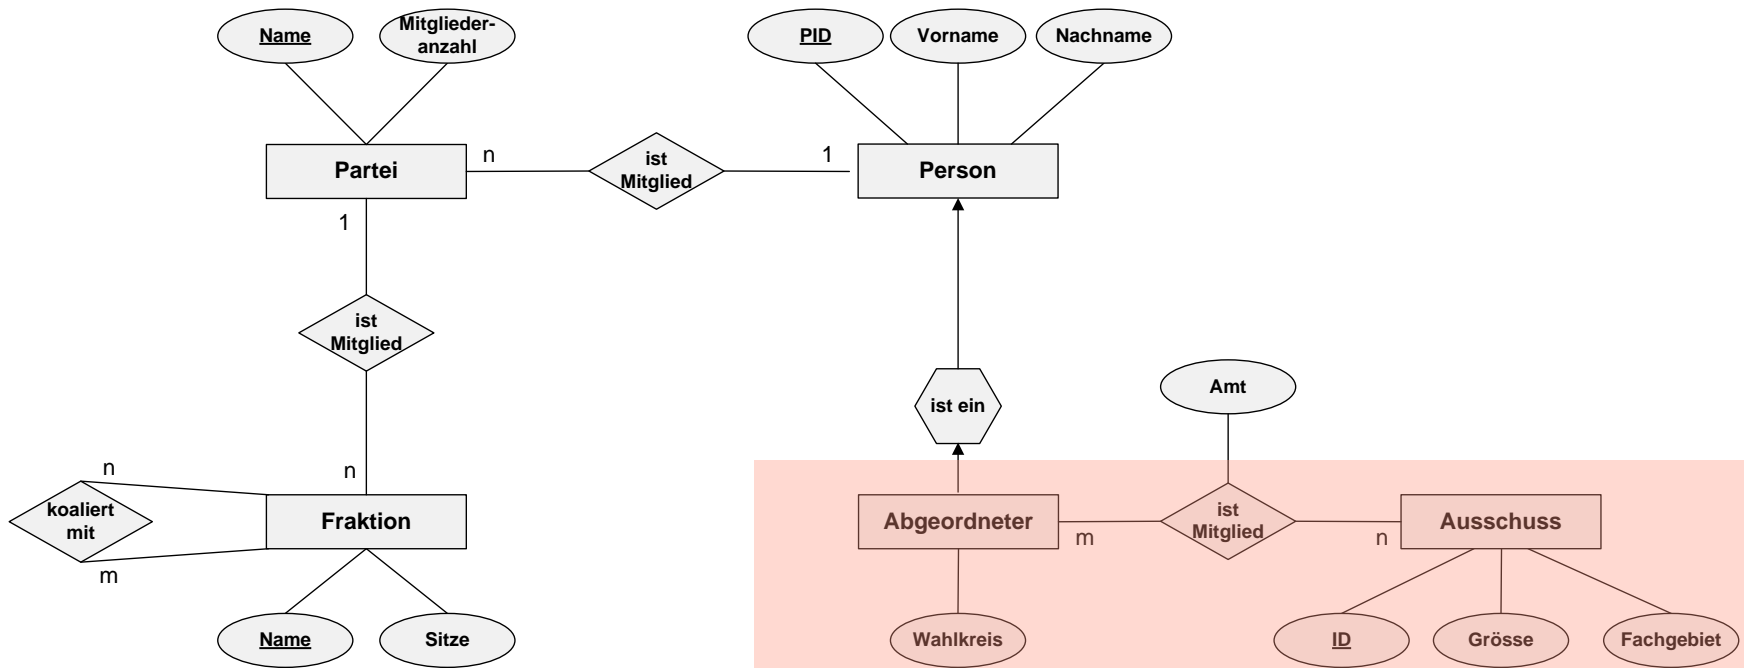 Name
Mitglieder-
anzahl
PID
Vorname
Nachname
Partei
n
ist
Mitglied
1
Person
1
ist
Mitglied
n
ist ein
Amt
n
koaliert
mit
m
Fraktion
Abgeordneter
m
ist
Mitglied
n
Ausschuss
Name
Sitze
Wahlkreis
ID
Grösse
Fachgebiet